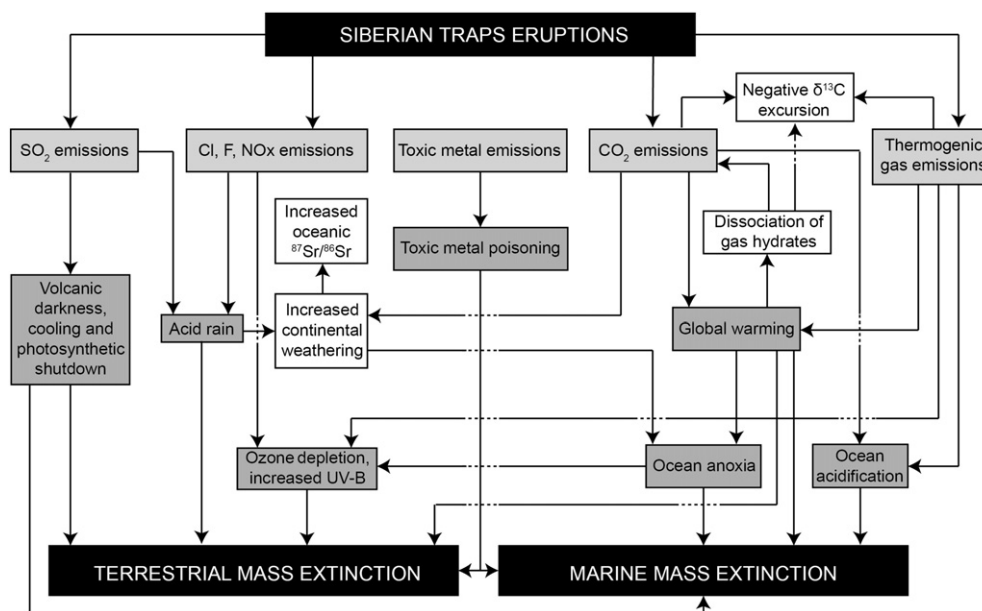 SIBERIAN TRAPS ERUPTIONS
Negative δ¹³C
excursion
SO₂ emissions
Cl, F, NOx emissions
Toxic metal emissions
CO₂ emissions
Thermogenic
gas emissions
Increased
oceanic
⁸⁷Sr/⁸⁶Sr
Toxic metal poisoning
Dissociation of
gas hydrates
Volcanic
darkness,
cooling and
photosynthetic
shutdown
Acid rain
Increased
continental
weathering
Global warming
Ozone depletion,
increased UV-B
Ocean anoxia
Ocean
acidification
TERRESTRIAL MASS EXTINCTION
MARINE MASS EXTINCTION